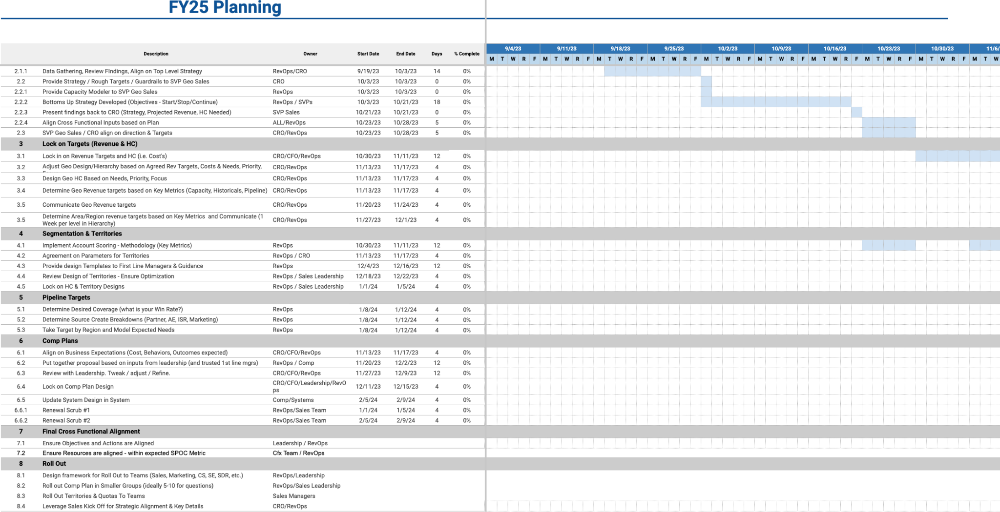 FY25 Planning
Description Owner Start Date End Date Days % Complete 9/4/23 9/11/23 9/18/23 9/25/23 10/2/23 10/9/23 10/16/23 10/23/23 10/30/23 11/6/
M T W R F M T W R F M T W R F M T W R F M T W R F M T W R F M T W R F M T W R F M T W R F M T W
2.1.1 Data Gathering, Review FIndings, Align on Top Level Strategy RevOps/CRO 9/19/23 10/3/23 14 0%
2.2 Provide Strategy / Rough Targets / Guardrails to SVP Geo Sales CRO 10/3/23 10/3/23 0 0%
2.2.1 Provide Capacity Modeler to SVP Geo Sales RevOps 10/3/23 10/3/23 0 0%
2.2.2 Bottoms Up Strategy Developed (Objectives - Start/Stop/Continue) RevOps / SVPs 10/3/23 10/21/23 18 0%
2.2.3 Present findings back to CRO (Strategy, Projected Revenue, HC Needed) SVP Sales 10/21/23 10/21/23 0 0%
2.2.4 Align Cross Functional Inputs based on Plan ALL/RevOps 10/23/23 10/28/23 5 0%
2.3 SVP Geo Sales / CRO align on direction & Targets CRO/RevOps 10/23/23 10/28/23 5 0%
3 Lock on Targets (Revenue & HC)
3.1 Lock in on Revenue Targets and HC (i.e. Cost's) CRO/CFO/RevOps 10/30/23 11/11/23 12 0%
3.2 Adjust Geo Design/Hierarchy based on Agreed Rev Targets, Costs & Needs, Priority, CRO/RevOps 11/13/23 11/17/23 4 0%
3.3 Design Geo HC Based on Needs, Priority, Focus CRO/RevOps 11/13/23 11/17/23 4 0%
3.4 Determine Geo Revenue targets based on Key Metrics (Capacity, Historicals, Pipeline) CRO/RevOps 11/13/23 11/17/23 4 0%
3.5 Communicate Geo Revenue targets CRO/RevOps 11/20/23 11/24/23 4 0%
3.5 Determine Area/Region revenue targets based on Key Metrics and Communicate (1
Week per level in Hierarchy) CRO/RevOps 11/27/23 12/1/23 4 0%
4 Segmentation & Territories
4.1 Implement Account Scoring - Methodology (Key Metrics) RevOps 10/30/23 11/11/23 12 0%
4.2 Agreement on Parameters for Territories RevOps / CRO 11/13/23 11/17/23 4 0%
4.3 Provide design Templates to First Line Managers & Guidance RevOps 12/4/23 12/16/23 12 0%
4.4 Review Design of Territories - Ensure Optimization RevOps / Sales Leadership 12/18/23 12/22/23 4 0%
4.5 Lock on HC & Territory Designs RevOps / Sales Leadership 1/1/24 1/5/24 4 0%
5 Pipeline Targets
5.1 Determine Desired Coverage (what is your Win Rate?) RevOps 1/8/24 1/12/24 4 0%
5.2 Determine Source Create Breakdowns (Partner, AE, ISR, Marketing) RevOps 1/8/24 1/12/24 4 0%
5.3 Take Target by Region and Model Expected Needs RevOps 1/8/24 1/12/24 4 0%
6 Comp Plans
6.1 Align on Business Expectations (Cost, Behaviors, Outcomes expected) CRO/CFO/RevOps 11/13/23 11/17/23 4 0%
6.2 Put together proposal based on inputs from leadership (and trusted 1st line mgrs) RevOps / Comp 11/20/23 12/2/23 12 0%
6.3 Review with Leadership. Tweak / adjust / Refine. CRO/CFO/RevOps 11/27/23 12/9/23 12 0%
6.4 Lock on Comp Plan Design CRO/CFO/Leadership/RevO
ps 12/11/23 12/15/23 4 0%
6.5 Update System Design in System Comp/Systems 2/5/24 2/9/24 4 0%
6.6.1 Renewal Scrub #1 RevOps/Sales Team 1/1/24 1/5/24 4 0%
6.6.2 Renewal Scrub #2 RevOps/Sales Team 2/5/24 2/9/24 4 0%
7 Final Cross Functional Alignment
7.1 Ensure Objectives and Actions are Aligned Leadership / RevOps
7.2 Ensure Resources are aligned - within expected SPOC Metric Cfx Team / RevOps
8 Roll Out
8.1 Design framework for Roll Out to Teams (Sales, Marketing, CS, SE, SDR, etc.) RevOps/Leadership
8.2 Roll out Comp Plan in Smaller Groups (ideally 5-10 for questions) RevOps/Sales Leadership
8.3 Roll Out Territories & Quotas To Teams Sales Managers
8.4 Leverage Sales Kick Off for Strategic Alignment & Key Details CRO/RevOps